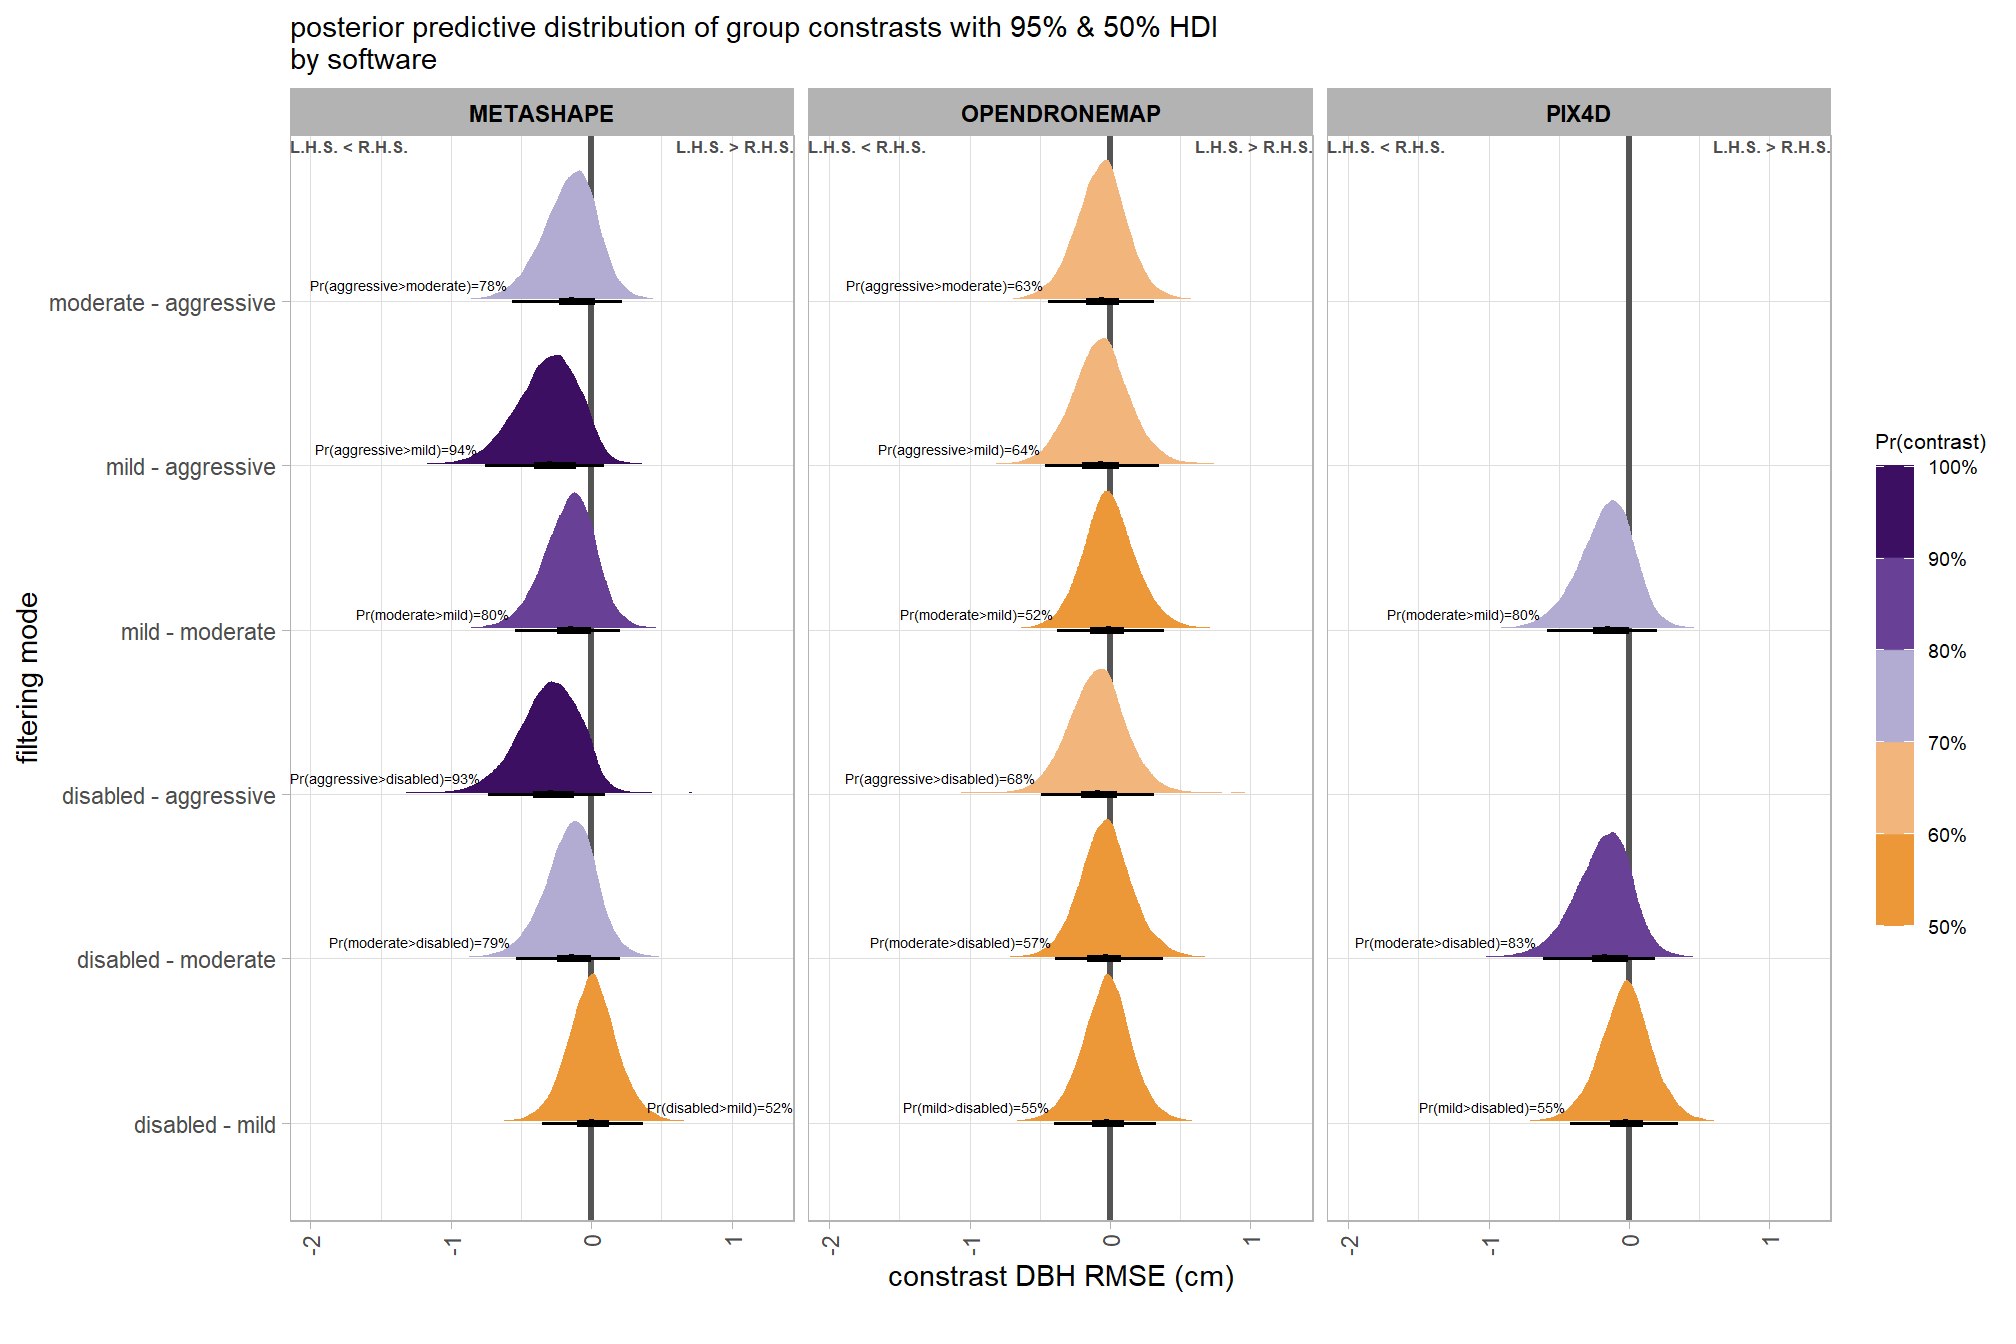 posterior predictive distribution of group constrasts with 95% & 50% HDI
by software
METASHAPE
OPENDRONEMAP
PIX4D
L.H.S. < R.H.S.
L.H.S. > R.H.S.
L.H.S. < R.H.S.
L.H.S. > R.H.S.
L.H.S. < R.H.S.
L.H.S. > R.H.S.
filtering mode
moderate - aggressive
Pr(aggressive>moderate)=78%
Pr(aggressive>moderate)=63%
mild - aggressive
Pr(aggressive>mild)=94%
Pr(aggressive>mild)=64%
mild - moderate
Pr(moderate>mild)=80%
Pr(moderate>mild)=52%
Pr(moderate>mild)=80%
disabled - aggressive
Pr(aggressive>disabled)=93%
Pr(aggressive>disabled)=68%
disabled - moderate
Pr(moderate>disabled)=79%
Pr(moderate>disabled)=57%
Pr(moderate>disabled)=83%
disabled - mild
Pr(disabled>mild)=52%
Pr(mild>disabled)=55%
Pr(mild>disabled)=55%
-2
-1
0
1
-2
-1
0
1
-2
-1
0
1
constrast DBH RMSE (cm)
Pr(contrast)
100%
90%
80%
70%
60%
50%